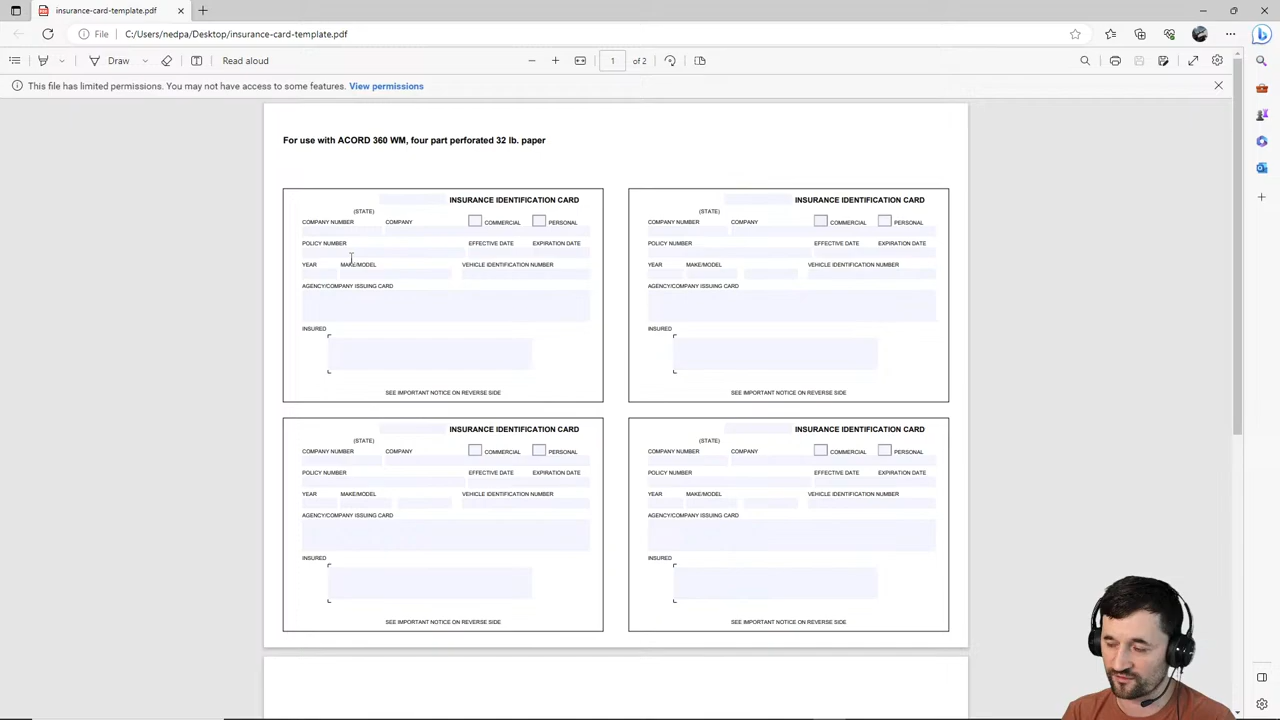 insurance-card-template.pdf
File C:/Users/nedpa/Desktop/insurance-card-template.pdf
Draw Read aloud 1 of 2
This file has limited permissions. You may not have access to some features. View permissions
For use with ACORD 360 WM, four part perforated 32 lb. paper
INSURANCE IDENTIFICATION CARD
(STATE)
COMPANY NUMBER COMPANY COMMERCIAL PERSONAL
POLICY NUMBER EFFECTIVE DATE EXPIRATION DATE
YEAR MAKE/MODEL VEHICLE IDENTIFICATION NUMBER
AGENCY/COMPANY ISSUING CARD
INSURED
SEE IMPORTANT NOTICE ON REVERSE SIDE
INSURANCE IDENTIFICATION CARD
(STATE)
COMPANY NUMBER COMPANY COMMERCIAL PERSONAL
POLICY NUMBER EFFECTIVE DATE EXPIRATION DATE
YEAR MAKE/MODEL VEHICLE IDENTIFICATION NUMBER
AGENCY/COMPANY ISSUING CARD
INSURED
SEE IMPORTANT NOTICE ON REVERSE SIDE
INSURANCE IDENTIFICATION CARD
(STATE)
COMPANY NUMBER COMPANY COMMERCIAL PERSONAL
POLICY NUMBER EFFECTIVE DATE EXPIRATION DATE
YEAR MAKE/MODEL VEHICLE IDENTIFICATION NUMBER
AGENCY/COMPANY ISSUING CARD
INSURED
SEE IMPORTANT NOTICE ON REVERSE SIDE
INSURANCE IDENTIFICATION CARD
(STATE)
COMPANY NUMBER COMPANY COMMERCIAL PERSONAL
POLICY NUMBER EFFECTIVE DATE EXPIRATION DATE
YEAR MAKE/MODEL VEHICLE IDENTIFICATION NUMBER
AGENCY/COMPANY ISSUING CARD
INSURED
SEE IMPORTANT NOTICE ON REVERSE SIDE